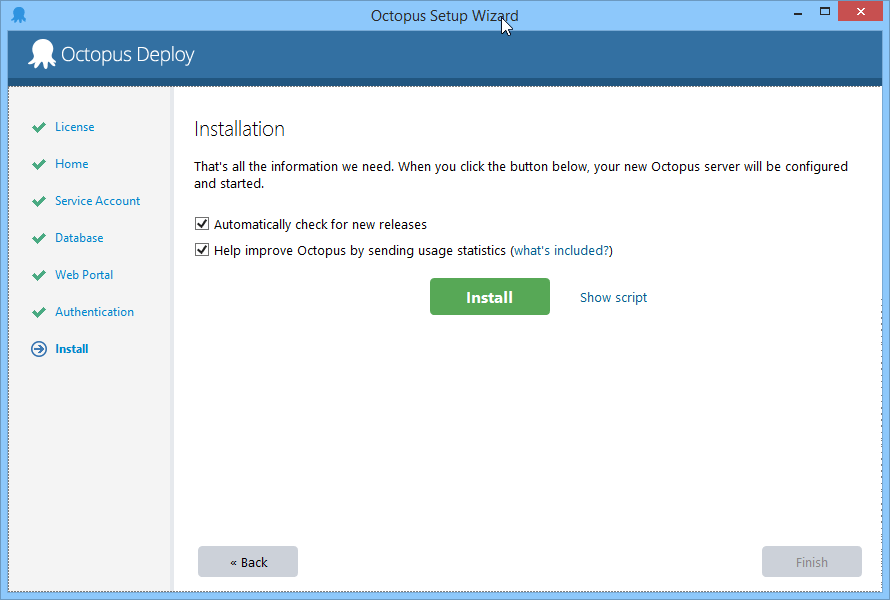 Octopus Setup Wizard
Octopus Deploy
License
Home
Service Account
Database
Web Portal
Authentication
Install
Installation
That's all the information we need. When you click the button below, your new Octopus server will be configured
and started.
Automatically check for new releases
Help improve Octopus by sending usage statistics (what's included?)
Install
Show script
« Back
Finish